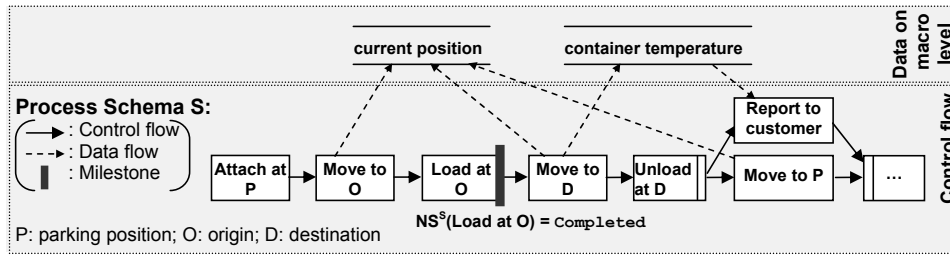 current position
container temperature
Data on
macro
level
Process Schema S:
: Control flow
: Data flow
: Milestone
Attach at
P
Move to
O
Load at
O
Move to
D
Unload
at D
Report to
customer
Move to P
...
Control flow
NS^S(Load at O) = Completed
P: parking position; O: origin; D: destination